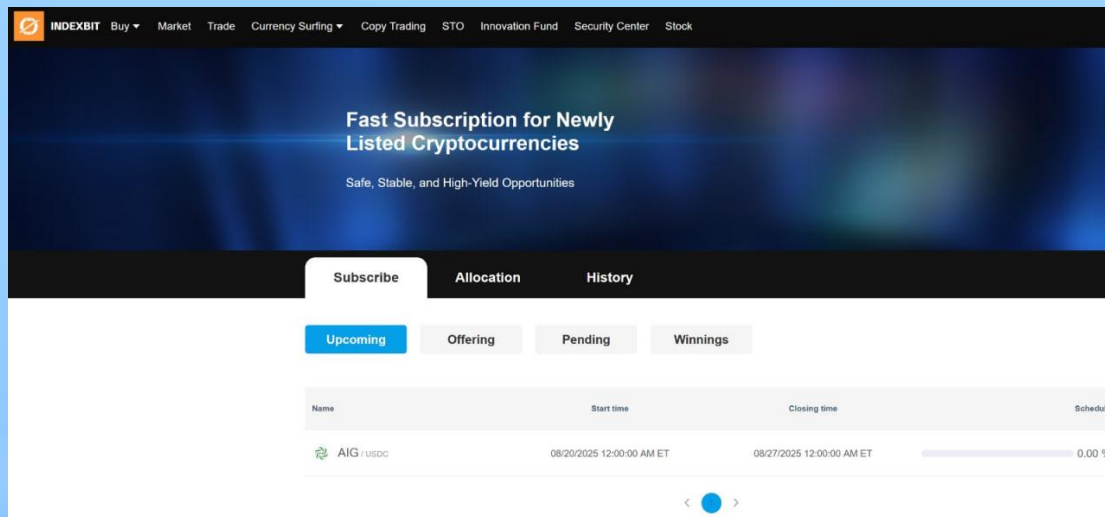 INDEXBIT Buy Market Trade Currency Surfing Copy Trading STO Innovation Fund Security Center Stock
Fast Subscription for Newly
Listed Cryptocurrencies
Safe, Stable, and High-Yield Opportunities
Subscribe Allocation History
Upcoming Offering Pending Winnings
Name Start time Closing time Schedul
AIG / USDC 08/20/2025 12:00:00 AM ET 08/27/2025 12:00:00 AM ET 0.00 %